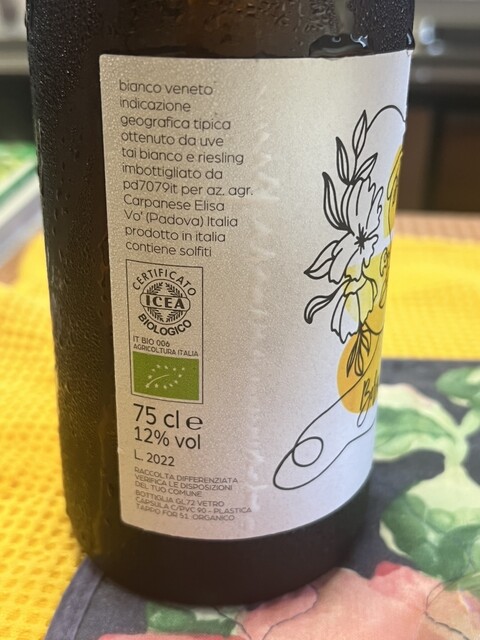 bianco veneto
indicazione
geografica tipica
ottenuto da uve
tai bianco e riesling
imbottigliato da
pd7079it per az. agr.
Carpanese Elisa
Vo' (Padova) Italia
prodotto in italia
contiene solfiti
CERTIFICATO
ICEA
BIOLOGICO
IT BIO 006
AGRICOLTURA ITALIA
75 cl e
12% vol
L. 2022
RACCOLTA DIFFERENZIATA
VERIFICA LE DISPOSIZIONI
DEL TUO COMUNE
BOTTIGLIA GL72 VETRO
CAPSULA C/PVC 90 - PLASTICA
TAPPO FOR 51 ORGANICO